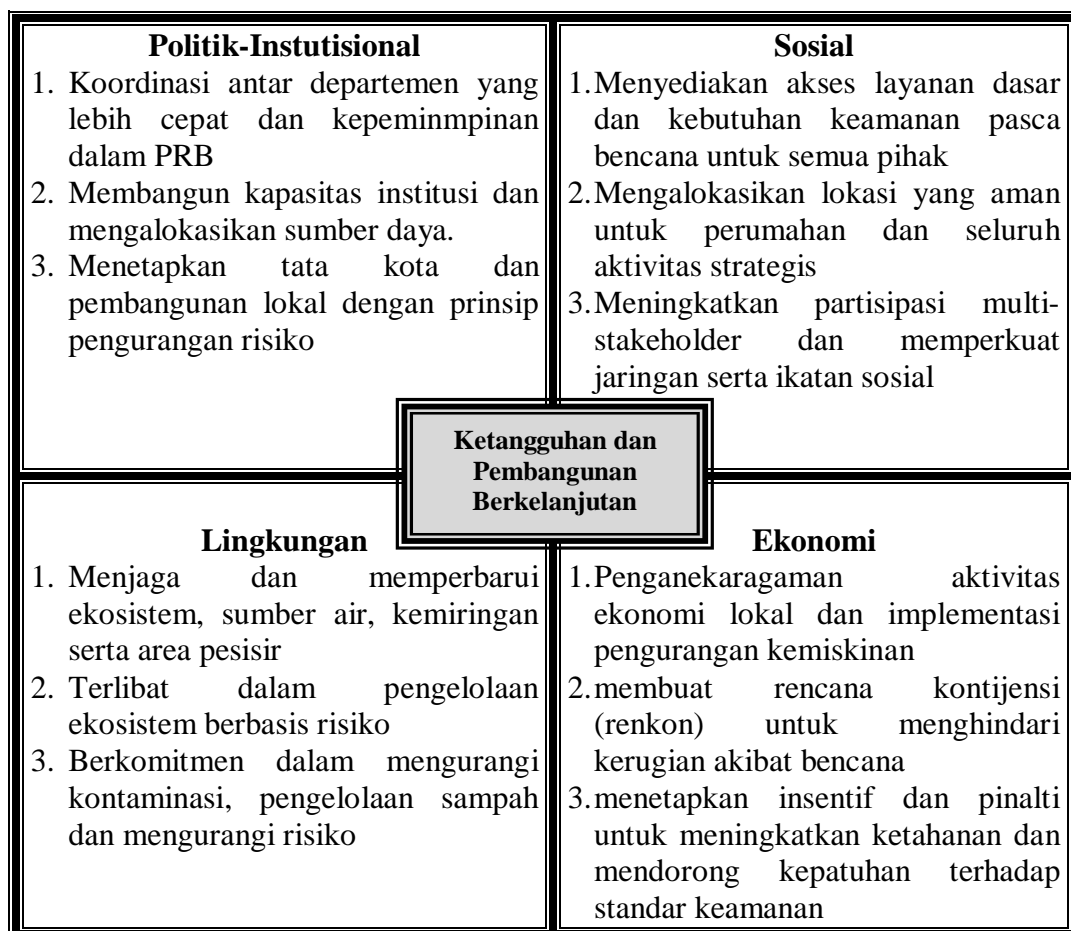 Politik-Instutisional
1. Koordinasi antar departemen yang
lebih cepat dan kepeminmpinan
dalam PRB
2. Membangun kapasitas institusi dan
mengalokasikan sumber daya.
3. Menetapkan tata kota dan
pembangunan lokal dengan prinsip
pengurangan risiko
Sosial
1.Menyediakan akses layanan dasar
dan kebutuhan keamanan pasca
bencana untuk semua pihak
2.Mengalokasikan lokasi yang aman
untuk perumahan dan seluruh
aktivitas strategis
3.Meningkatkan partisipasi multi-
stakeholder dan memperkuat
jaringan serta ikatan sosial
Ketangguhan dan
Pembangunan
Berkelanjutan
Lingkungan
1. Menjaga dan memperbarui
ekosistem, sumber air, kemiringan
serta area pesisir
2. Terlibat dalam pengelolaan
ekosistem berbasis risiko
3. Berkomitmen dalam mengurangi
kontaminasi, pengelolaan sampah
dan mengurangi risiko
Ekonomi
1.Penganekaragaman aktivitas
ekonomi lokal dan implementasi
pengurangan kemiskinan
2.membuat rencana kontijensi
(renkon) untuk menghindari
kerugian akibat bencana
3.menetapkan insentif dan pinalti
untuk meningkatkan ketahanan dan
mendorong kepatuhan terhadap
standar keamanan